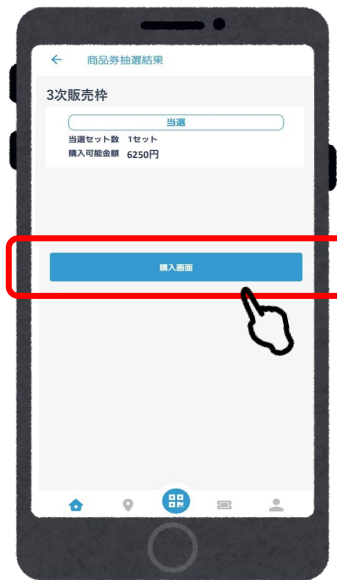 商品券抽選結果
3次販売枠
当選
当選セット数 1セット
購入可能金額 6250円
購入画面